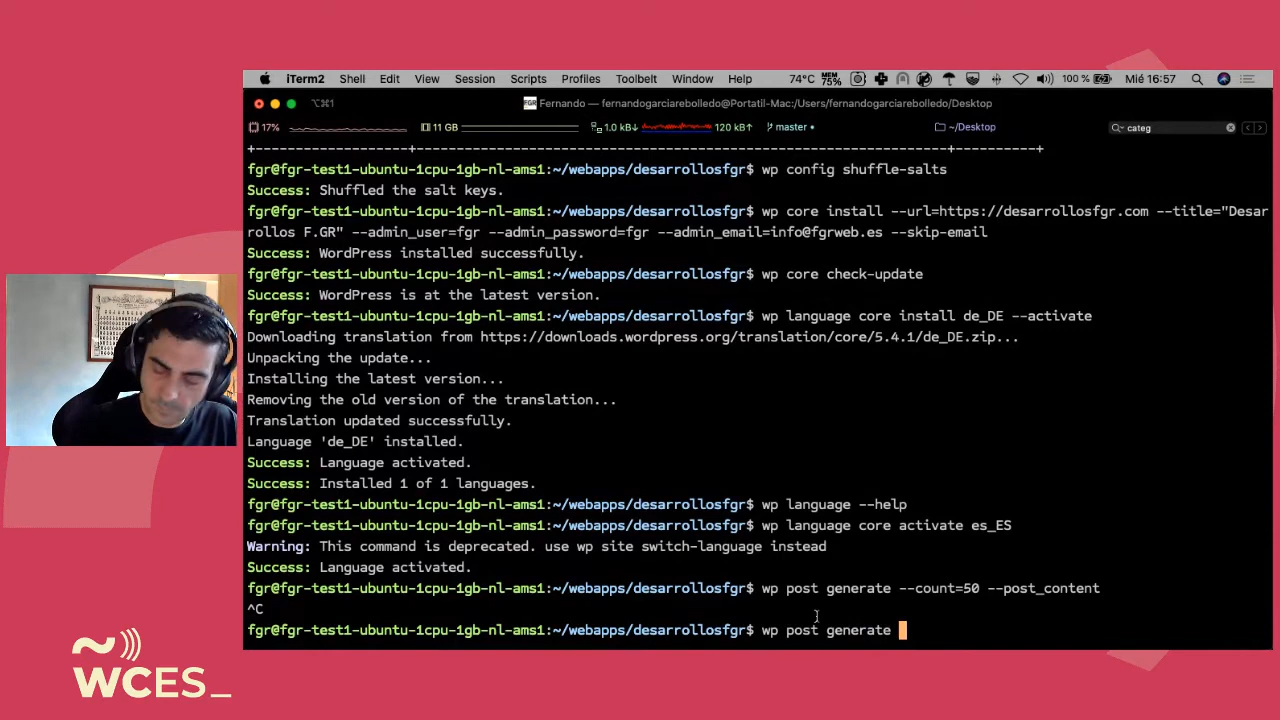 iTerm2 Shell Edit View Session Scripts Profiles Toolbelt Window Help 74°C MEM 75% 100 % Mié 16:57
⌥⌘1 FGR Fernando — fernandogarciarebolledo@Portatil-Mac:/Users/fernandogarciarebolledo/Desktop
17% 11 GB 1.0 kB↓ 120 kB↑ master ~/Desktop categ
+--------------------+------------------------------------------------------------------+----------+
fgr@fgr-test1-ubuntu-1cpu-1gb-nl-ams1:~/webapps/desarrollosfgr$ wp config shuffle-salts
Success: Shuffled the salt keys.
fgr@fgr-test1-ubuntu-1cpu-1gb-nl-ams1:~/webapps/desarrollosfgr$ wp core install --url=https://desarrollosfgr.com --title="Desar
rollos F.GR" --admin_user=fgr --admin_password=fgr --admin_email=info@fgrweb.es --skip-email
Success: WordPress installed successfully.
fgr@fgr-test1-ubuntu-1cpu-1gb-nl-ams1:~/webapps/desarrollosfgr$ wp core check-update
Success: WordPress is at the latest version.
fgr@fgr-test1-ubuntu-1cpu-1gb-nl-ams1:~/webapps/desarrollosfgr$ wp language core install de_DE --activate
Downloading translation from https://downloads.wordpress.org/translation/core/5.4.1/de_DE.zip...
Unpacking the update...
Installing the latest version...
Removing the old version of the translation...
Translation updated successfully.
Language 'de_DE' installed.
Success: Language activated.
Success: Installed 1 of 1 languages.
fgr@fgr-test1-ubuntu-1cpu-1gb-nl-ams1:~/webapps/desarrollosfgr$ wp language --help
fgr@fgr-test1-ubuntu-1cpu-1gb-nl-ams1:~/webapps/desarrollosfgr$ wp language core activate es_ES
Warning: This command is deprecated. use wp site switch-language instead
Success: Language activated.
fgr@fgr-test1-ubuntu-1cpu-1gb-nl-ams1:~/webapps/desarrollosfgr$ wp post generate --count=50 --post_content
^C
fgr@fgr-test1-ubuntu-1cpu-1gb-nl-ams1:~/webapps/desarrollosfgr$ wp post generate
WCES_